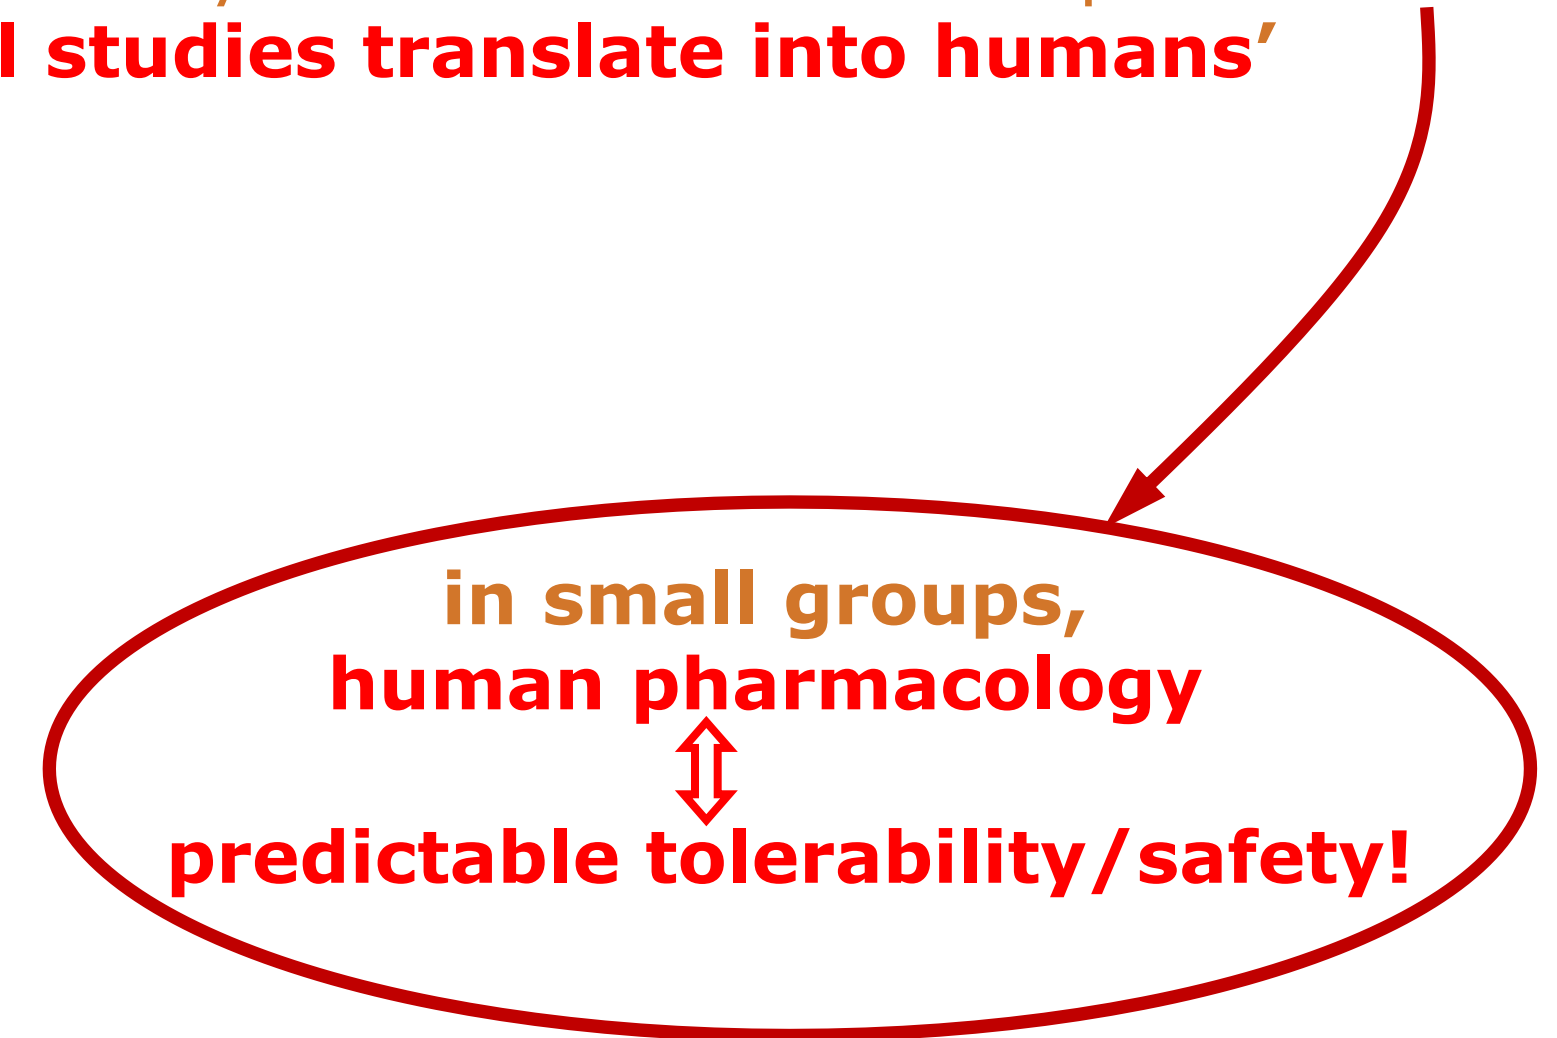 studies translate into humans’
in small groups,
human pharmacology
predictable tolerability/safety!